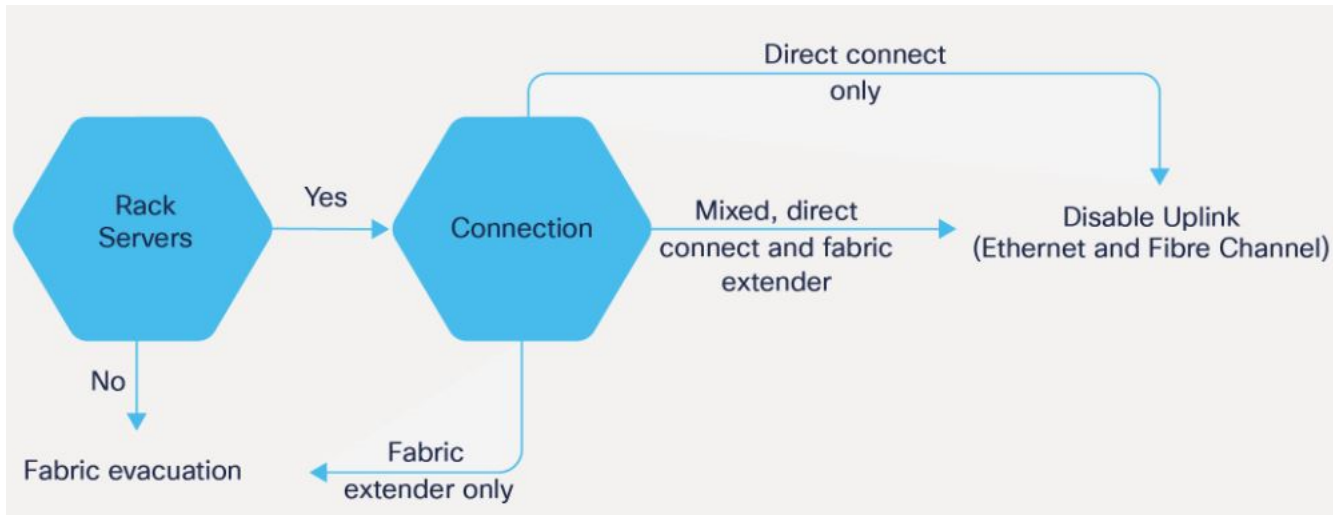 Direct connect
only
Rack
Servers
Yes
Connection
Mixed, direct
connect and fabric
extender
Disable Uplink
(Ethernet and Fibre Channel)
No
Fabric evacuation
Fabric
extender only